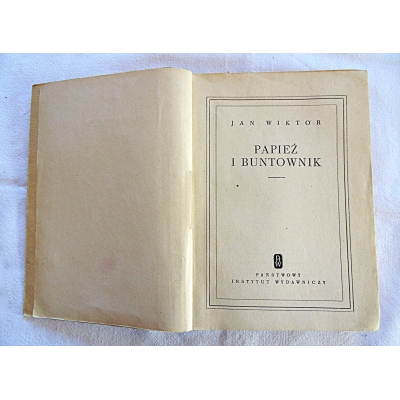 JAN WIKTOR
PAPIEŻ
I BUNTOWNIK
PIW
PAŃSTWOWY
INSTYTUT WYDAWNICZY